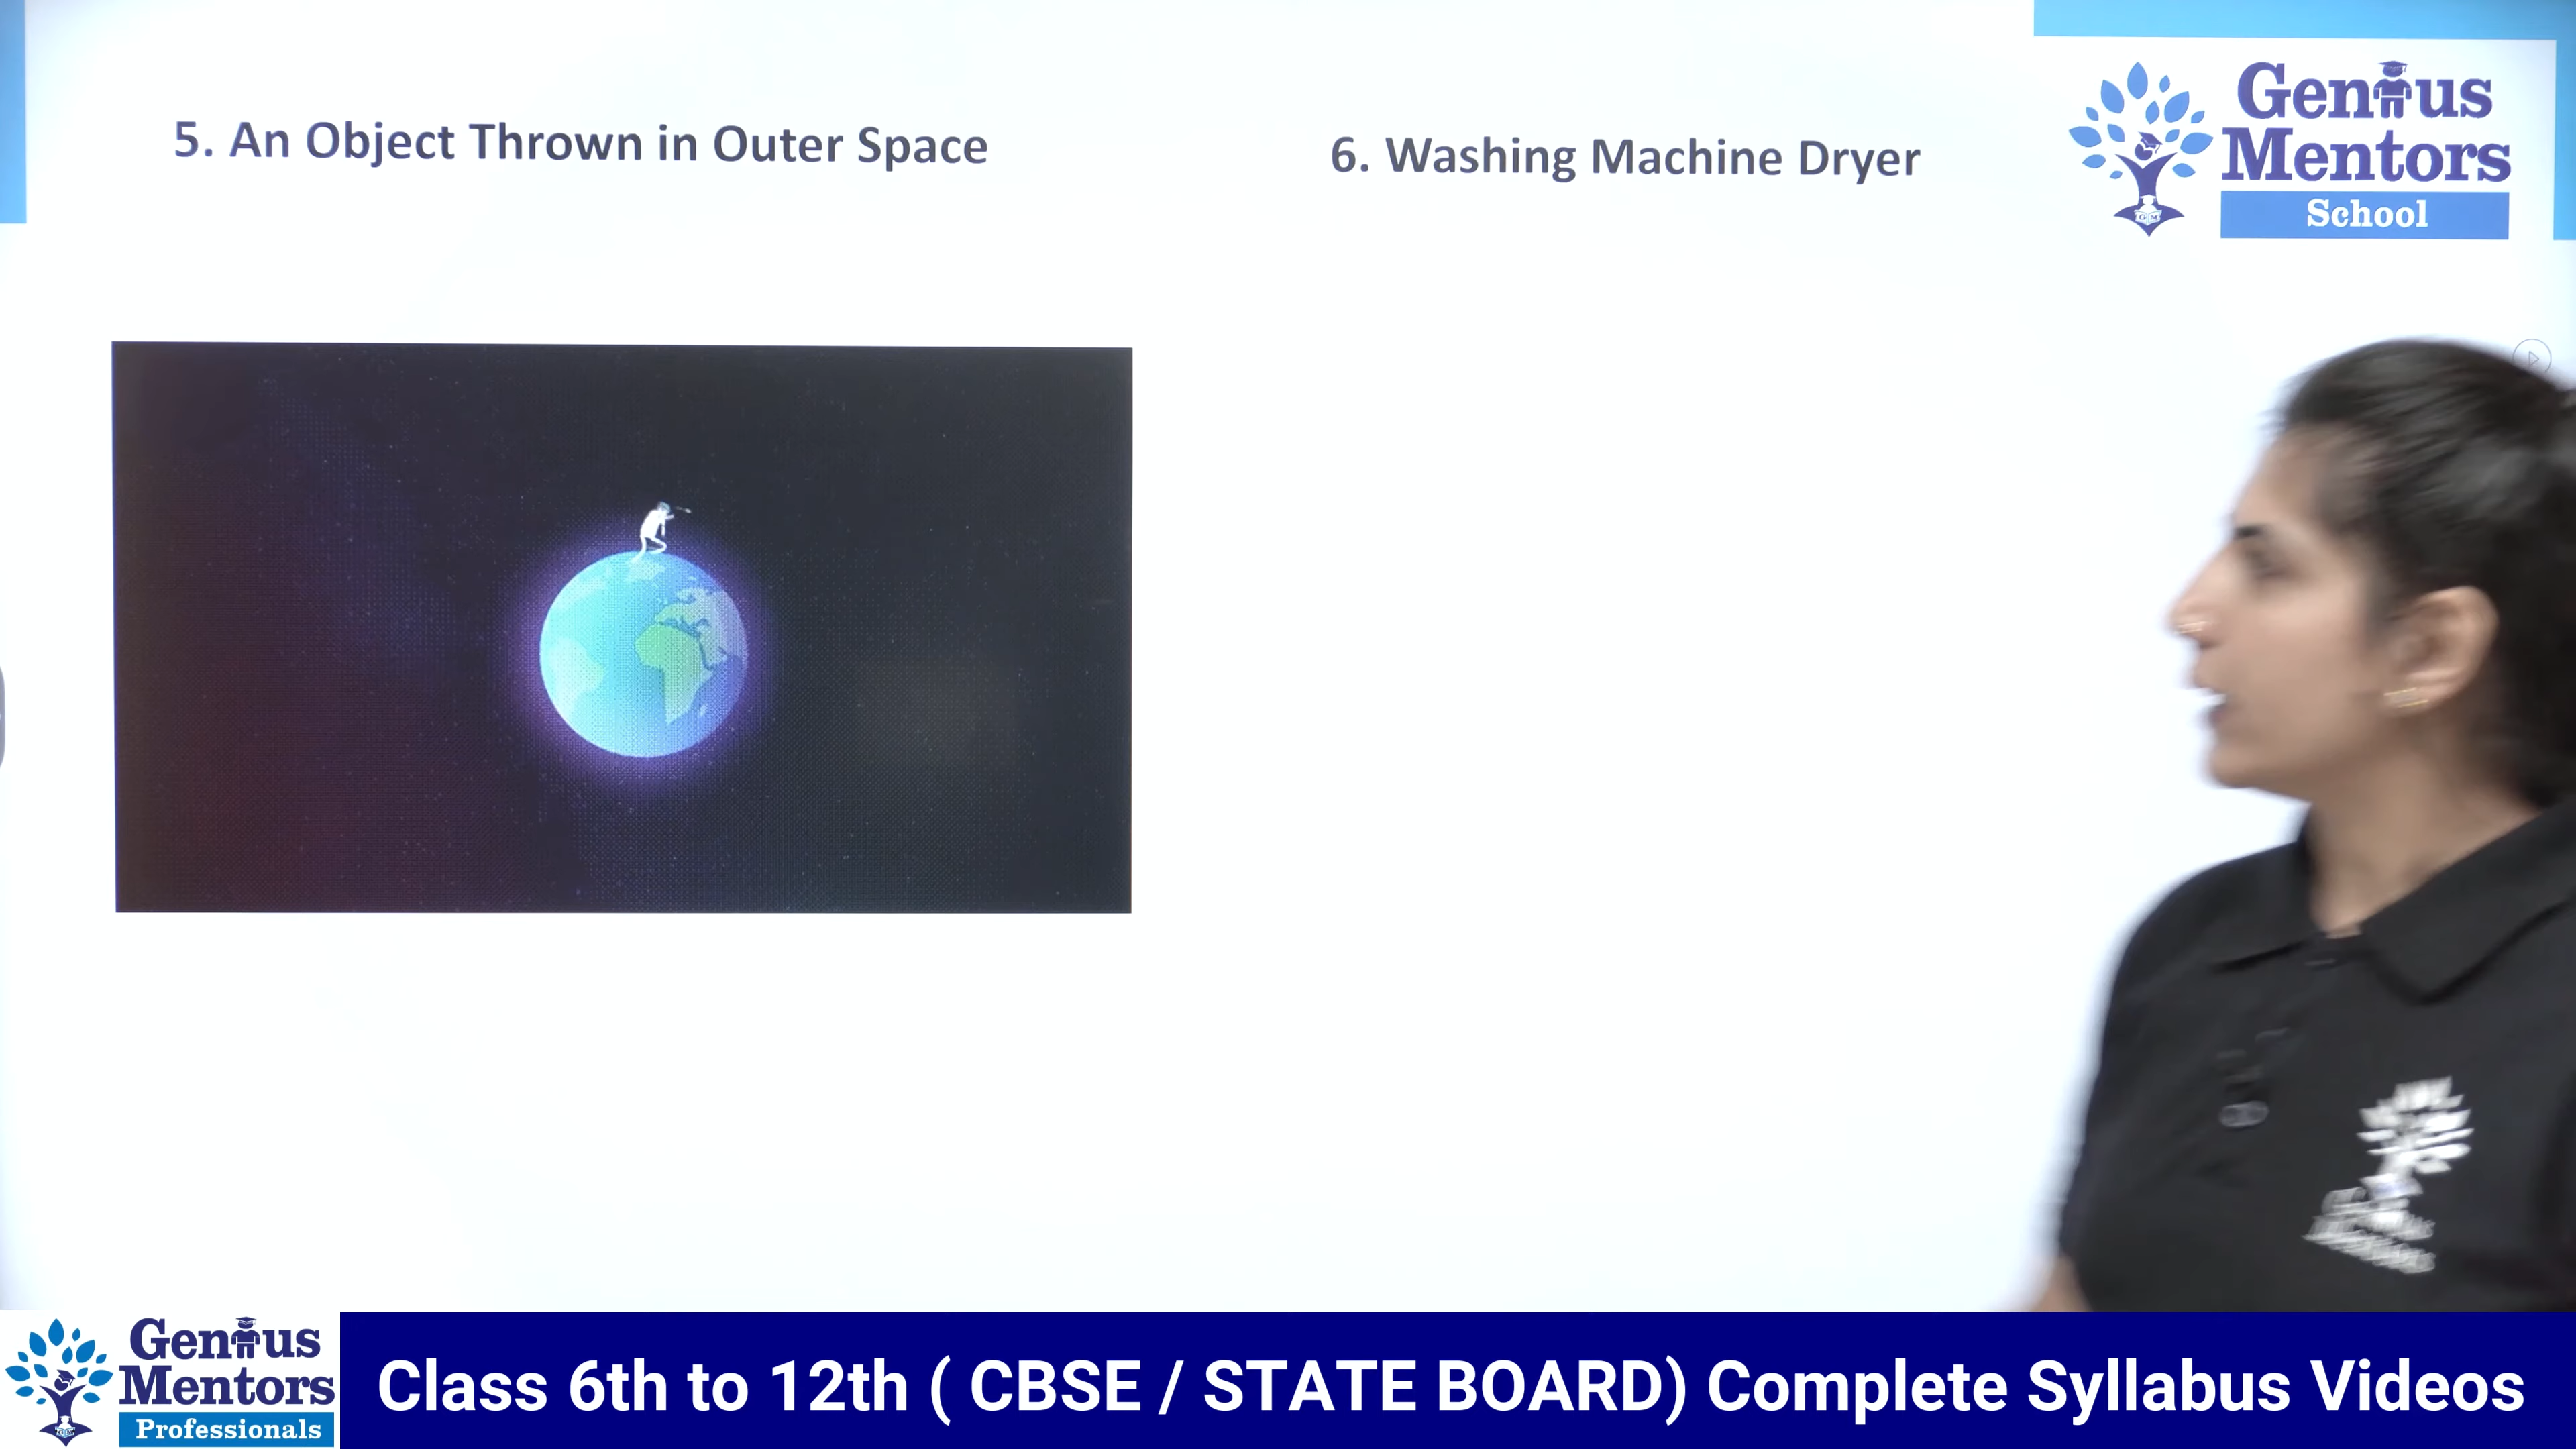 5. An Object Thrown in Outer Space
6. Washing Machine Dryer
Genius
Mentors
School
Genius
Mentors
Professionals
Class 6th to 12th ( CBSE / STATE BOARD) Complete Syllabus Videos